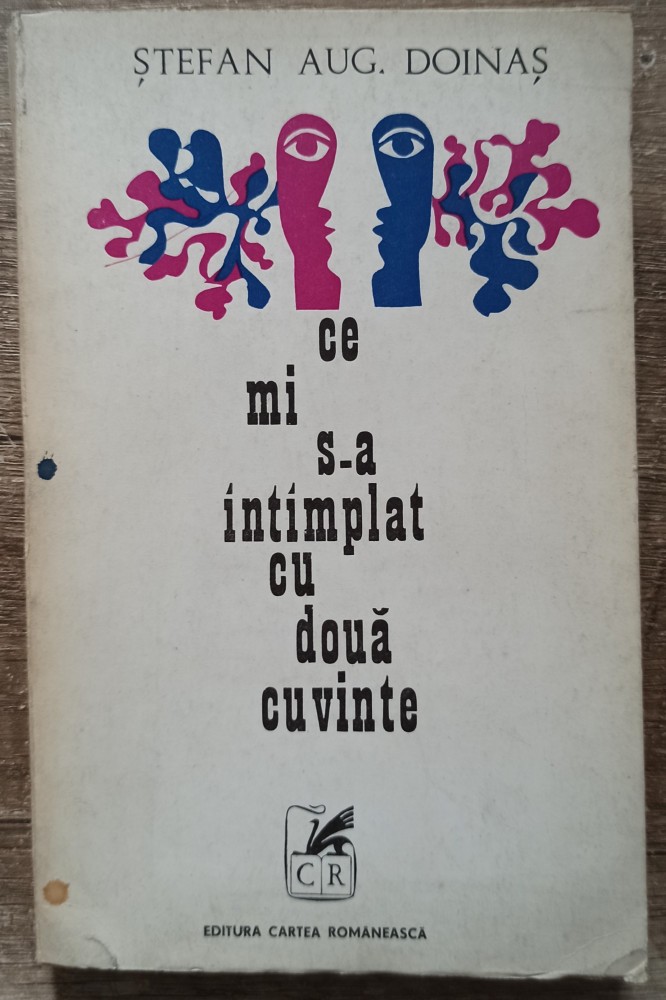 ȘTEFAN AUG. DOINAȘ
ce
mi
s-a
întîmplat
cu
două
cuvinte
CR
EDITURA CARTEA ROMÂNEASCĂ